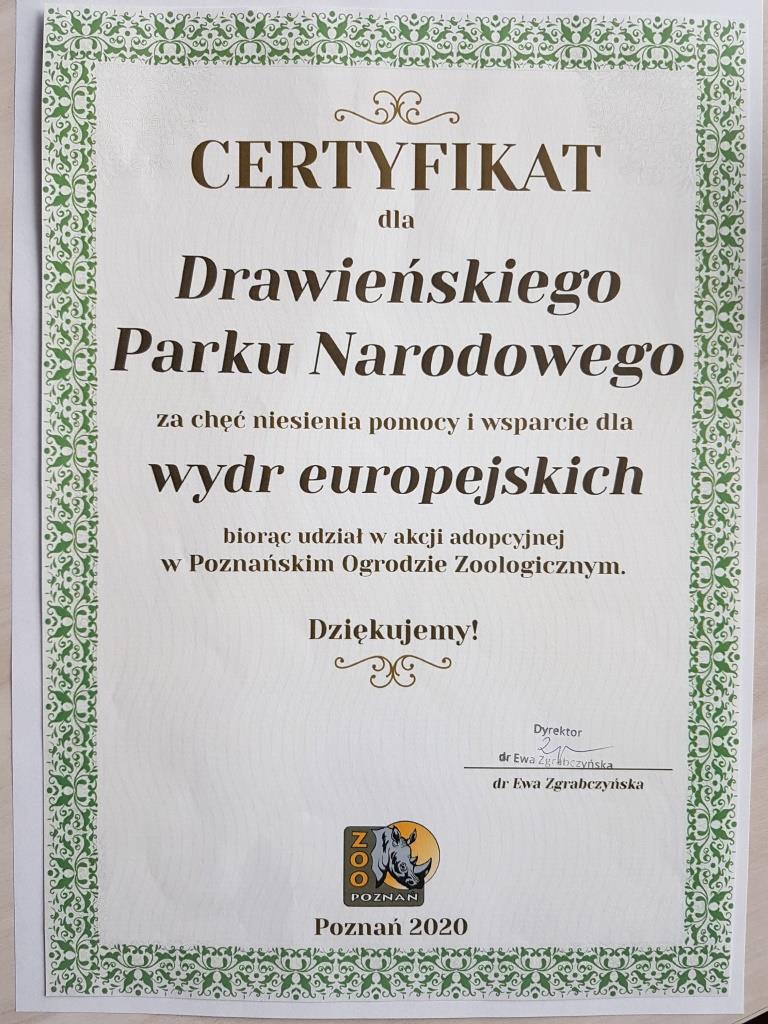 CERTYFIKAT
dla
Drawieńskiego
Parku Narodowego
za chęć niesienia pomocy i wsparcie dla
wydr europejskich
biorąc udział w akcji adopcyjnej
w Poznańskim Ogrodzie Zoologicznym.
Dziękujemy!
Dyrektor
dr Ewa Zgrabczyńska
dr Ewa Zgrabczyńska
ZOO
POZNAŃ
Poznań 2020